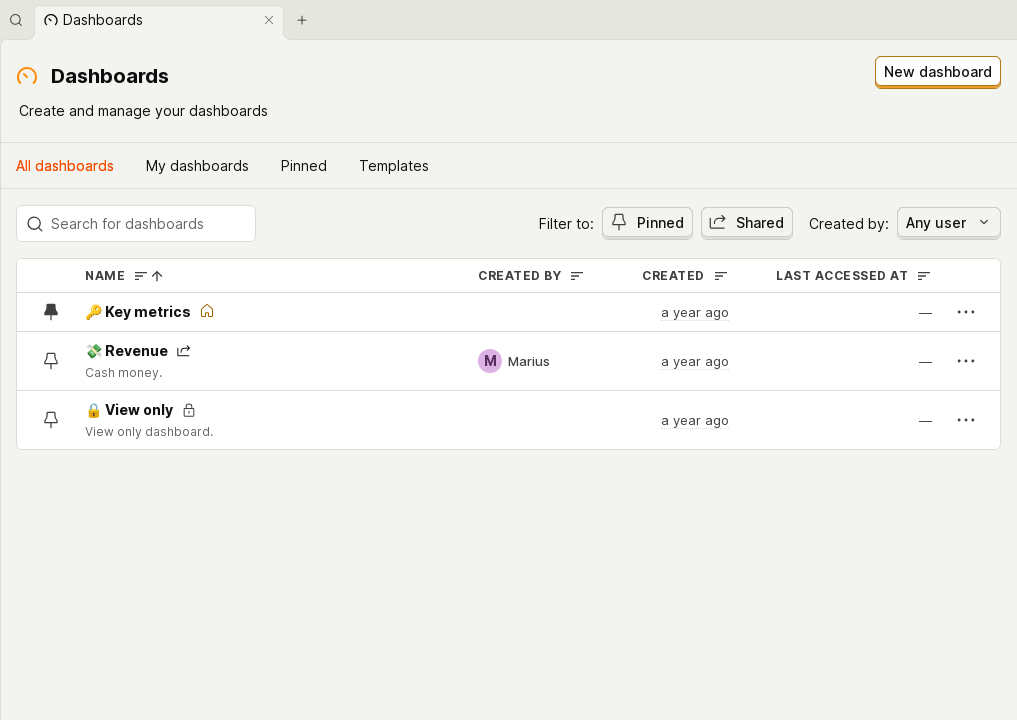 Dashboards
Dashboards
New dashboard
Create and manage your dashboards
All dashboards My dashboards Pinned Templates
Search for dashboards Filter to: Pinned Shared Created by: Any user
NAME CREATED BY CREATED LAST ACCESSED AT
🔑 Key metrics a year ago —
💸 Revenue
Cash money. M Marius a year ago —
🔒 View only
View only dashboard. a year ago —